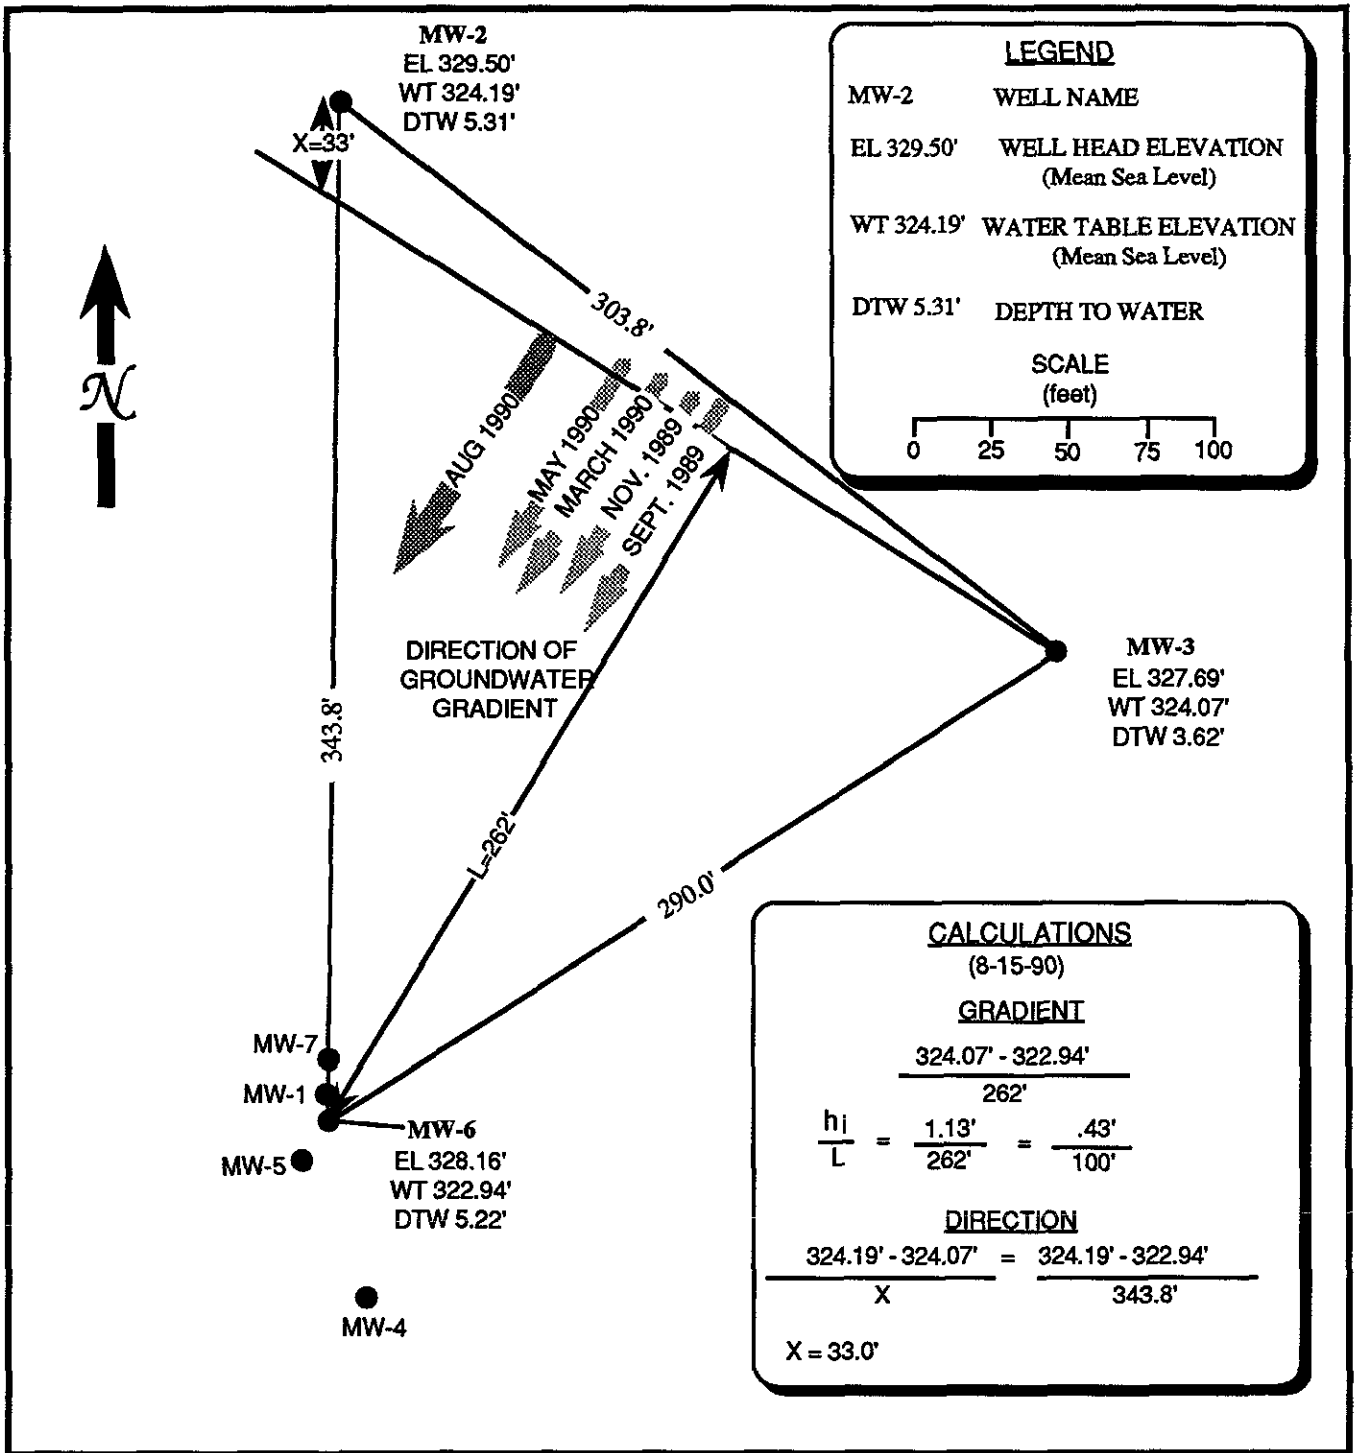 MW-2
EL 329.50'
WT 324.19'
DTW 5.31'
X=33'
LEGEND
MW-2 WELL NAME
EL 329.50' WELL HEAD ELEVATION
(Mean Sea Level)
WT 324.19' WATER TABLE ELEVATION
(Mean Sea Level)
DTW 5.31' DEPTH TO WATER
SCALE
(feet)
0 25 50 75 100
N
303.8'
AUG 1990
MAY 1990
MARCH 1990
NOV. 1989
SEPT. 1989
DIRECTION OF
GROUNDWATER
GRADIENT
MW-3
EL 327.69'
WT 324.07'
DTW 3.62'
343.8'
L=262'
290.0'
MW-7
MW-1
MW-6
EL 328.16'
WT 322.94'
DTW 5.22'
MW-5
MW-4
CALCULATIONS
(8-15-90)
GRADIENT
324.07' - 322.94'
262'
hi = 1.13' = .43'
L 262' 100'
DIRECTION
324.19' - 324.07' = 324.19' - 322.94'
X 343.8'
X = 33.0'